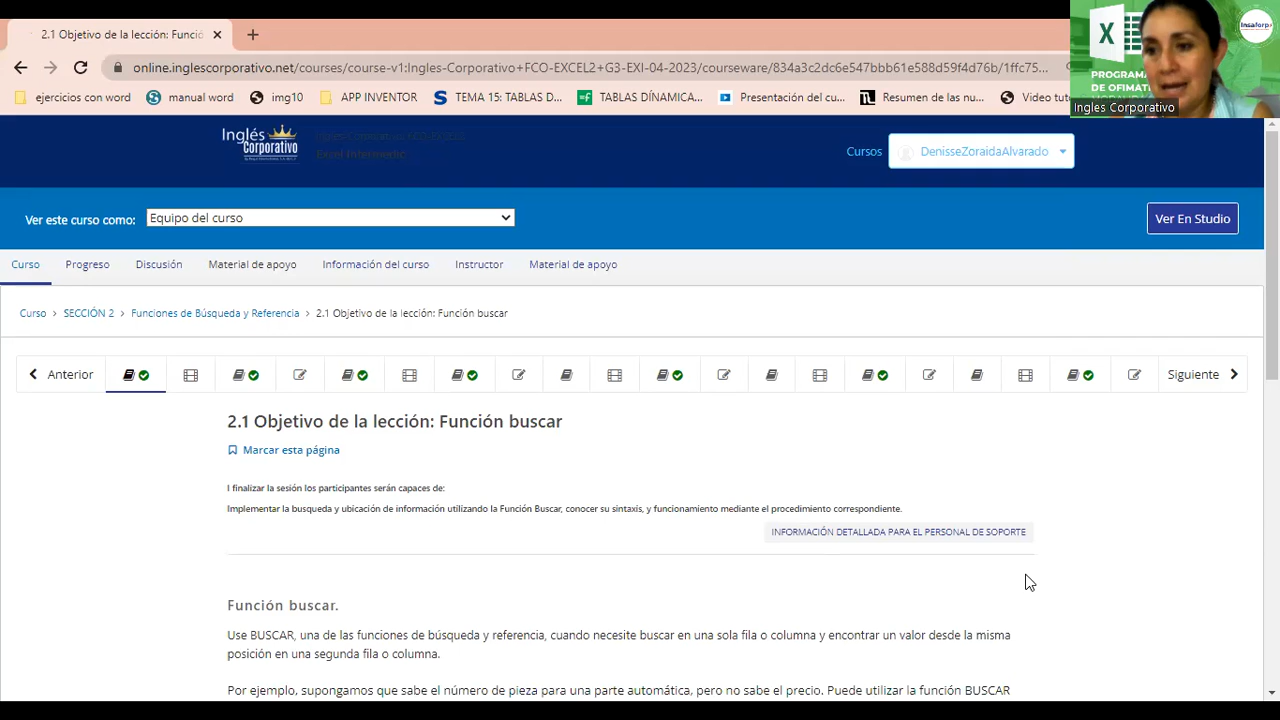 2.1 Objetivo de la lección: Funció
online.inglescorporativo.net/courses/course-v1:Ingles-Corporativo+FCO-EXCEL2+G3-EXI-04-2023/courseware/834a2c2dc6e547bbb61e588d59f4d76b/1ffc75...
ejercicios con word
manual word
img10
APP INVENT
TEMA 15: TABLAS D...
TABLAS DÍNAMICA...
Presentación del cu...
Resumen de las nu...
Video tut
X
PROGRAMA
DE OFIMÁT
Insaforp
Ingles Corporativo
Inglés
Corporativo
Excel Intermedio
Cursos
DenisseZoraidaAlvarado
Ver este curso como:
Equipo del curso
Ver En Studio
Curso
Progreso
Discusión
Material de apoyo
Información del curso
Instructor
Material de apoyo
Curso > SECCIÓN 2 > Funciones de Búsqueda y Referencia > 2.1 Objetivo de la lección: Función buscar
Anterior
Siguiente
2.1 Objetivo de la lección: Función buscar
Marcar esta página
l finalizar la sesión los participantes serán capaces de:
Implementar la busqueda y ubicación de información utilizando la Función Buscar, conocer su sintaxis, y funcionamiento mediante el procedimiento correspondiente.
INFORMACIÓN DETALLADA PARA EL PERSONAL DE SOPORTE
Función buscar.
Use BUSCAR, una de las funciones de búsqueda y referencia, cuando necesite buscar en una sola fila o columna y encontrar un valor desde la misma
posición en una segunda fila o columna.
Por ejemplo, supongamos que sabe el número de pieza para una parte automática, pero no sabe el precio. Puede utilizar la función BUSCAR